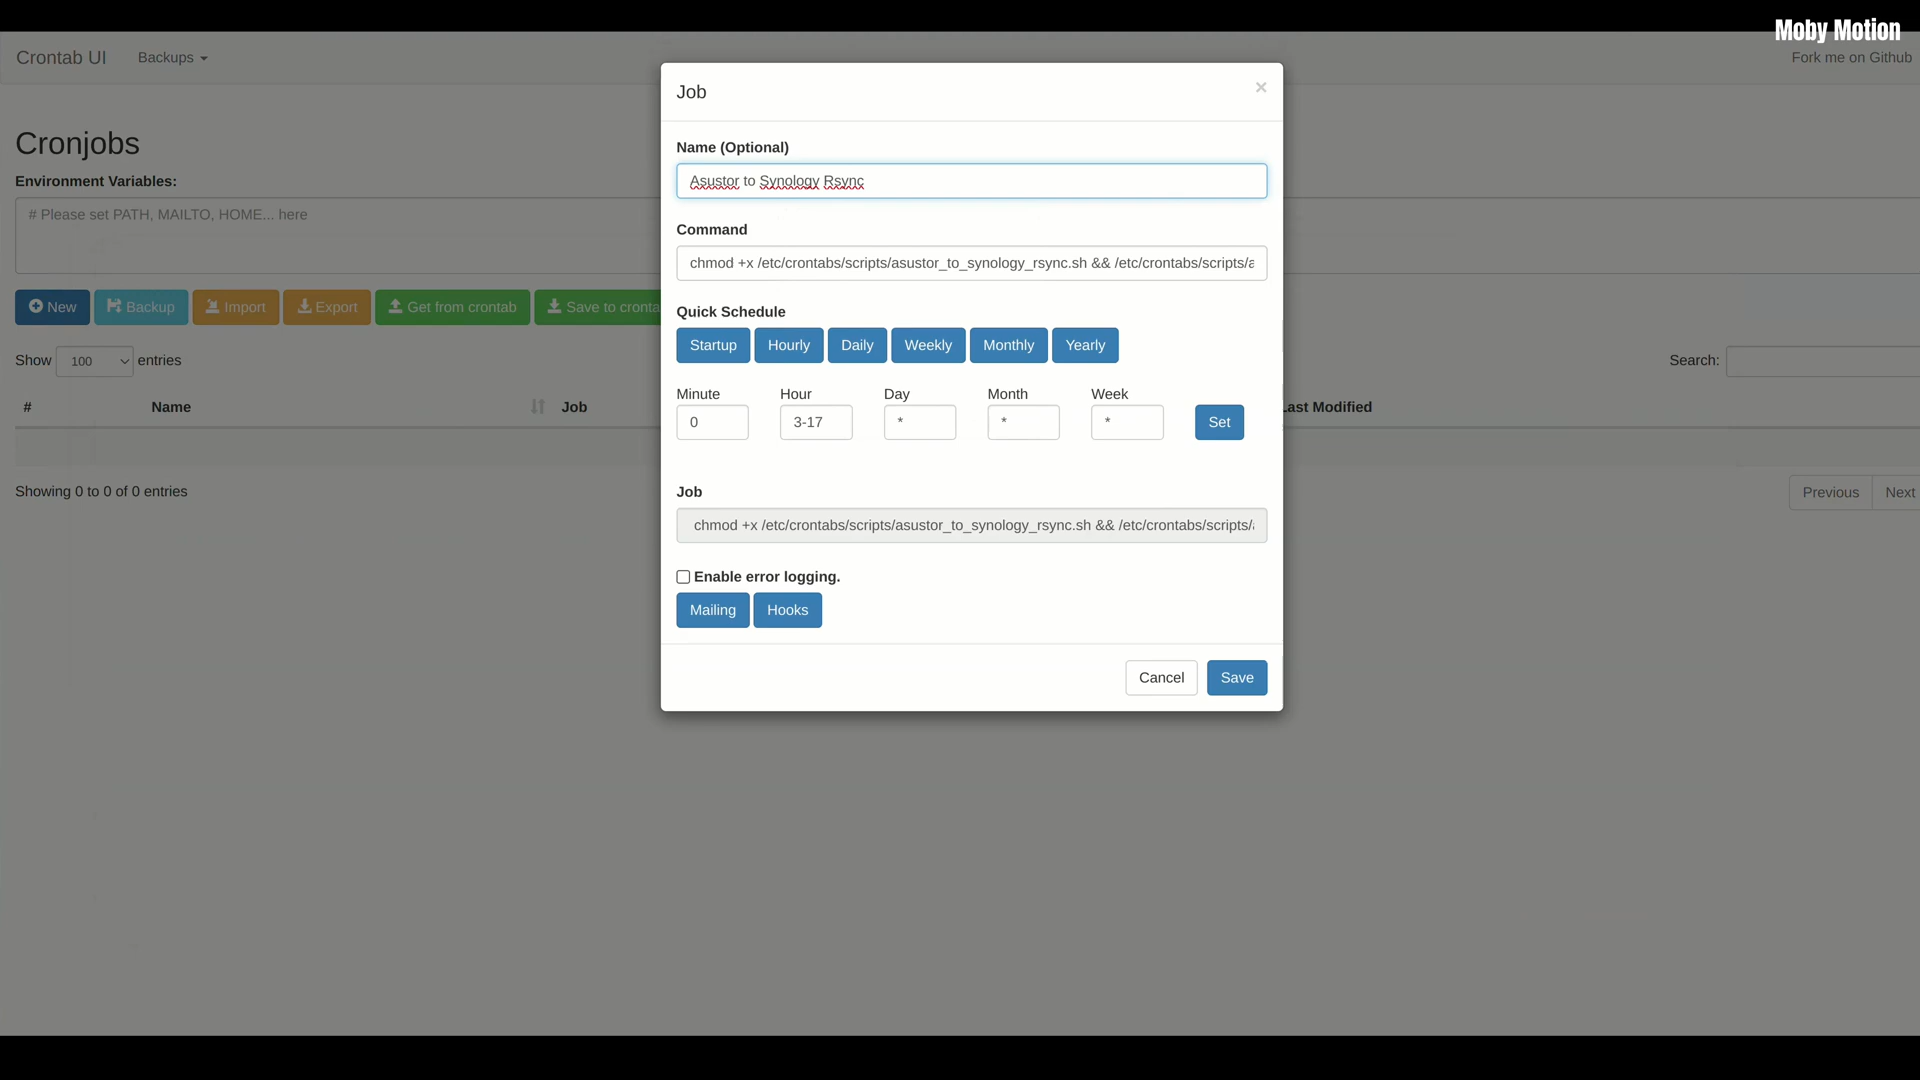 Moby Motion
Crontab UI Backups Fork me on Github
Job ×
Cronjobs
Name (Optional)
Environment Variables:
Asustor to Synology Rsync
# Please set PATH, MAILTO, HOME... here
Command
chmod +x /etc/crontabs/scripts/asustor_to_synology_rsync.sh && /etc/crontabs/scripts/a
New Backup Import Export Get from crontab Save to cronta
Quick Schedule
Startup Hourly Daily Weekly Monthly Yearly
Show 100 entries Search:
Minute Hour Day Month Week
# Name Job Last Modified
0 3-17 * * * Set
Showing 0 to 0 of 0 entries Previous Next
Job
chmod +x /etc/crontabs/scripts/asustor_to_synology_rsync.sh && /etc/crontabs/scripts/
Enable error logging.
Mailing Hooks
Cancel Save